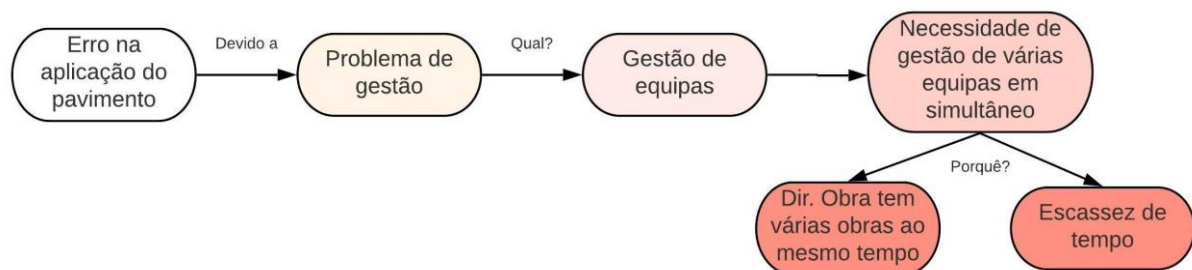 Erro na
aplicação do
pavimento
Devido a
Problema de
gestão
Qual?
Gestão de
equipas
Necessidade de
gestão de várias
equipas em
simultâneo
Porquê?
Dir. Obra tem
várias obras ao
mesmo tempo
Escassez de
tempo